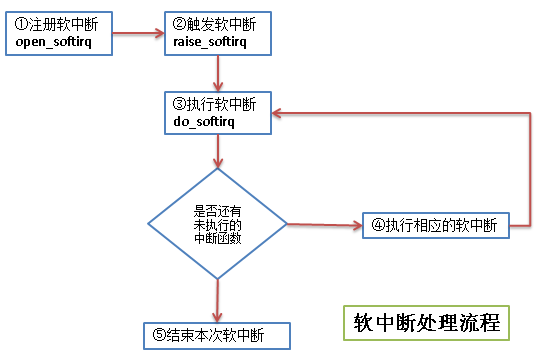 ①注册软中断
open_softirq
②触发软中断
raise_softirq
③执行软中断
do_softirq
是否还有
未执行的
中断函数
④执行相应的软中断
⑤结束本次软中断
软中断处理流程